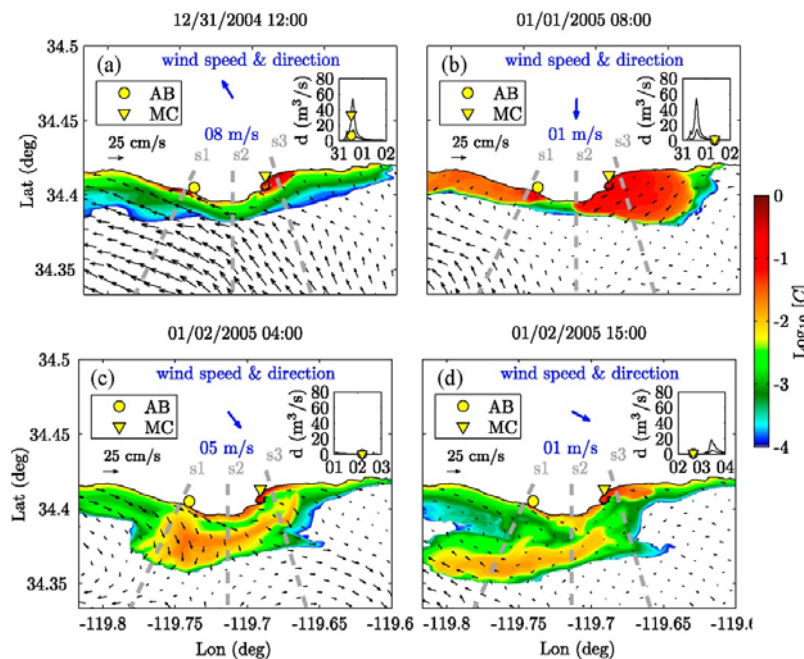 12/31/2004 12:00
01/01/2005 08:00
34.5
34.45
34.4
34.35
Lat (deg)
(a)
wind speed & direction
AB
MC
25 cm/s
08 m/s
s1
s2
s3
d (m³/s)
80
60
40
20
0
31 01 02
(b)
wind speed & direction
AB
MC
25 cm/s
01 m/s
s1
s2
s3
d (m³/s)
80
60
40
20
0
31 01 02
0
-1
-2
-3
-4
Log₁₀ [C]
01/02/2005 04:00
01/02/2005 15:00
34.5
34.45
34.4
34.35
Lat (deg)
(c)
wind speed & direction
AB
MC
25 cm/s
05 m/s
s1
s2
s3
d (m³/s)
80
60
40
20
0
01 02 03
(d)
wind speed & direction
AB
MC
25 cm/s
01 m/s
s1
s2
s3
d (m³/s)
80
60
40
20
0
02 03 04
-119.8 -119.75 -119.7 -119.65 -119.6
-119.8 -119.75 -119.7 -119.65 -119.6
Lon (deg)
Lon (deg)